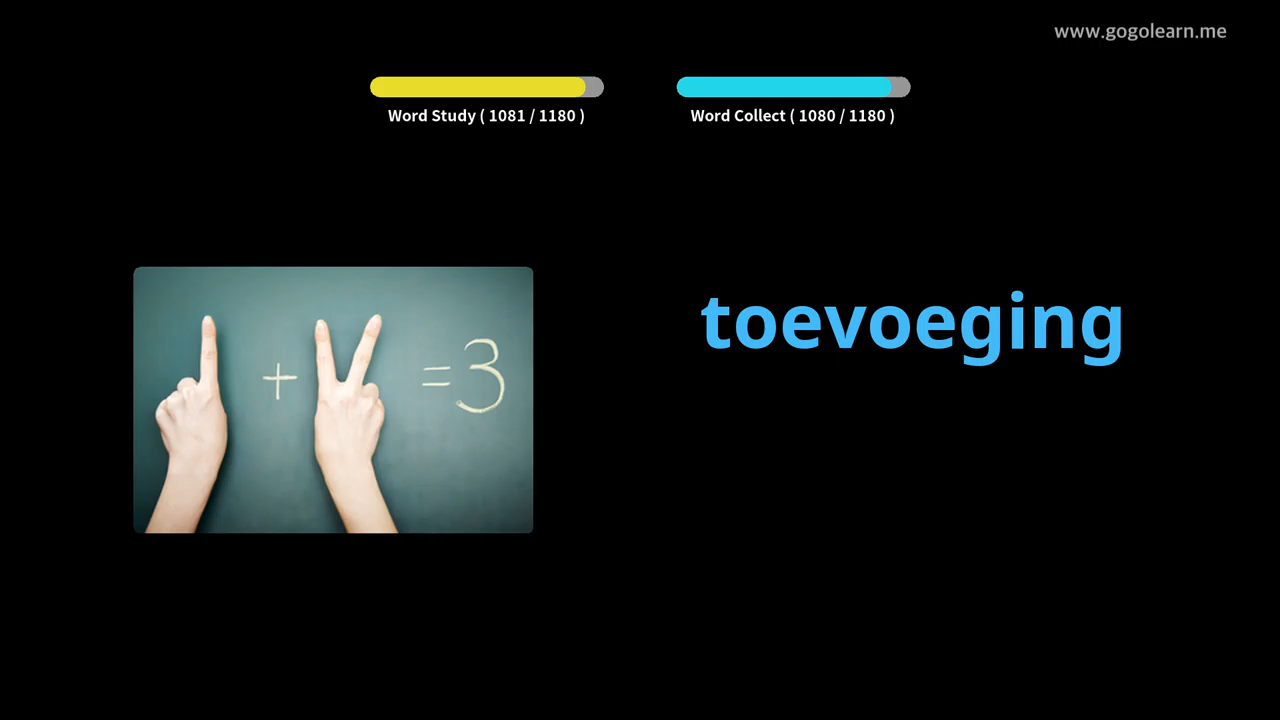 www.gogolearn.me
Word Study ( 1081 / 1180 )
Word Collect ( 1080 / 1180 )
toevoeging
+ = 3